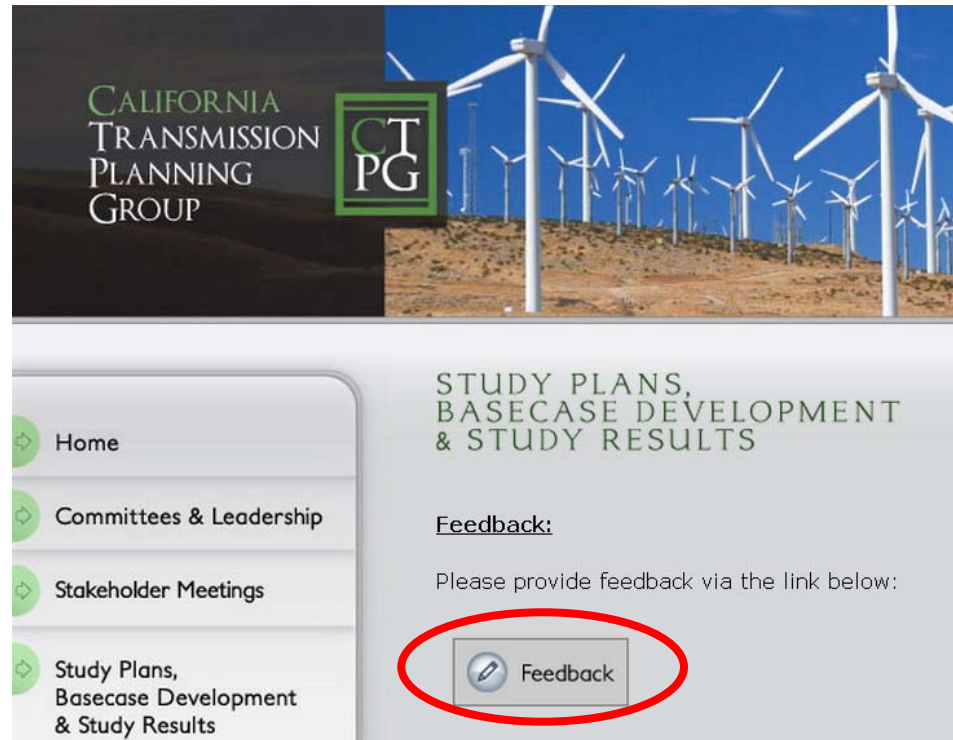 CALIFORNIA
TRANSMISSION
PLANNING
GROUP
CT
PG
STUDY PLANS,
BASECASE DEVELOPMENT
& STUDY RESULTS
Home
Committees & Leadership
Stakeholder Meetings
Study Plans,
Basecase Development
& Study Results
Feedback:
Please provide feedback via the link below:
Feedback